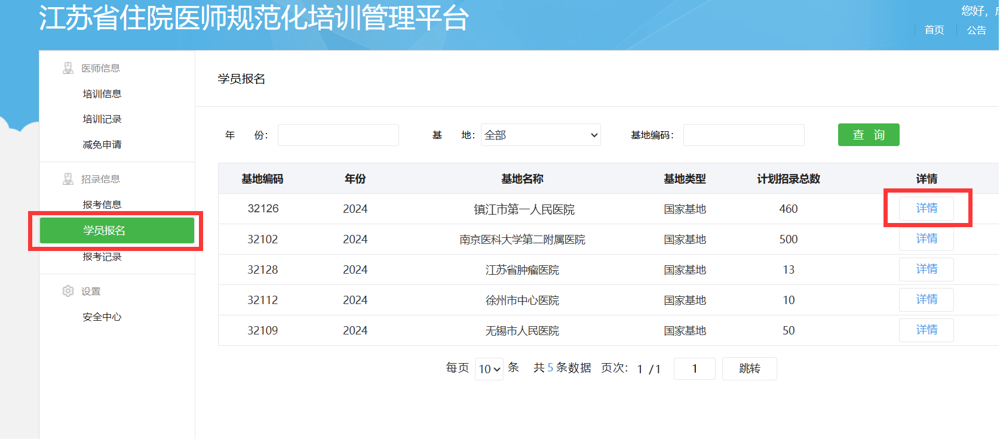 江苏省住院医师规范化培训管理平台
您好,
首页 公告
医师信息
培训信息
培训记录
减免申请
招录信息
报考信息
学员报名
报考记录
设置
安全中心
学员报名
年 份: 基 地: 全部 基地编码: 查 询
基地编码 年份 基地名称 基地类型 计划招录总数 详情
32126 2024 镇江市第一人民医院 国家基地 460 详情
32102 2024 南京医科大学第二附属医院 国家基地 500 详情
32128 2024 江苏省肿瘤医院 国家基地 13 详情
32112 2024 徐州市中心医院 国家基地 10 详情
32109 2024 无锡市人民医院 国家基地 50 详情
每页 10 条 共 5 条数据 页次: 1 /1 1 跳转